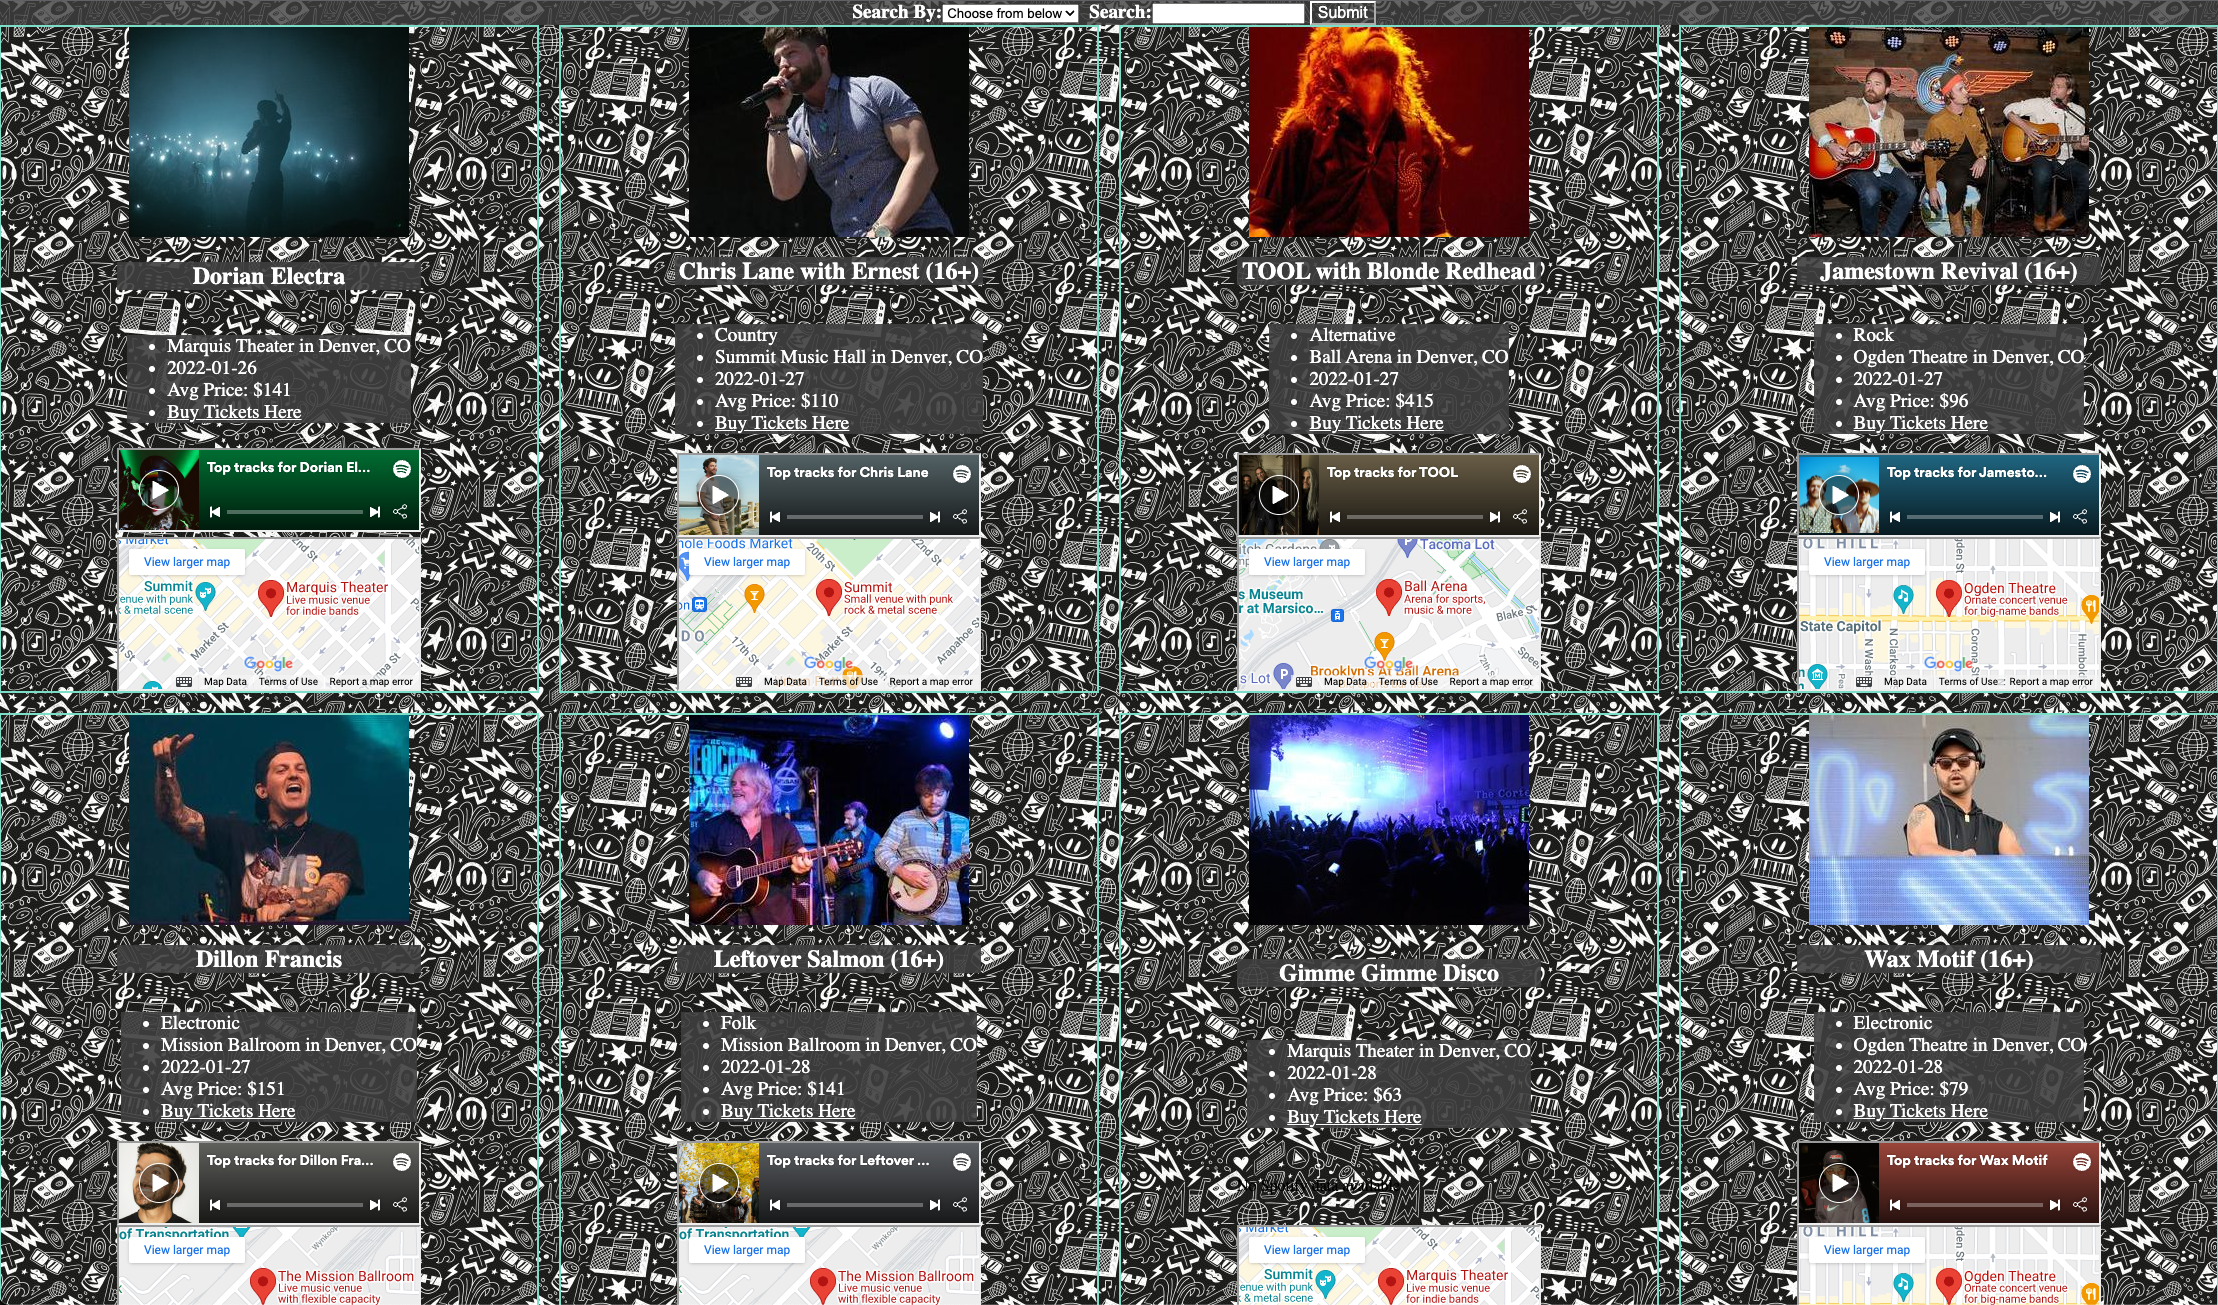 Search By: Choose from below Search: Submit
Dorian Electra
Marquis Theater in Denver, CO
2022-01-26
Avg Price: $141
Buy Tickets Here
Top tracks for Dorian El...
s Market
View larger map
Summit
enue with punk
k & metal scene
Marquis Theater
Live music venue
for indie bands
Market St
22nd St
Google
Map Data Terms of Use Report a map error
Chris Lane with Ernest (16+)
Country
Summit Music Hall in Denver, CO
2022-01-27
Avg Price: $110
Buy Tickets Here
Top tracks for Chris Lane
hole Foods Market
View larger map
20th St
22nd St
Summit
Small venue with punk
rock & metal scene
17th St
Market St
19th
Arapahoe St
Google
Map Data Terms of Use Report a map error
TOOL with Blonde Redhead
Alternative
Ball Arena in Denver, CO
2022-01-27
Avg Price: $415
Buy Tickets Here
Top tracks for TOOL
Tacoma Lot
View larger map
s Museum
r at Marsico...
Ball Arena
Arena for sports,
music & more
Blake St
12th St
Brooklyn's At Ball Arena
s Lot
Google
Map Data Terms of Use Report a map error
Jamestown Revival (16+)
Rock
Ogden Theatre in Denver, CO
2022-01-27
Avg Price: $96
Buy Tickets Here
Top tracks for Jamesto...
OL HILL
View larger map
Ogden St
Ogden Theatre
Ornate concert venue
for big-name bands
State Capitol
N Wash
N Clarkso
Corona St
Humbol
Google
Map Data Terms of Use Report a map error
Dillon Francis
Electronic
Mission Ballroom in Denver, CO
2022-01-27
Avg Price: $151
Buy Tickets Here
Top tracks for Dillon Fra...
of Transportation
View larger map
Wynkoop
The Mission Ballroom
Live music venue
with flexible capacity
Leftover Salmon (16+)
Folk
Mission Ballroom in Denver, CO
2022-01-28
Avg Price: $141
Buy Tickets Here
Top tracks for Leftover ...
of Transportation
View larger map
Wynkoop
The Mission Ballroom
Live music venue
with flexible capacity
Gimme Gimme Disco
Marquis Theater in Denver, CO
2022-01-28
Avg Price: $63
Buy Tickets Here
s Market
View larger map
22nd St
Summit
enue with punk
k & metal scene
Marquis Theater
Live music venue
for indie bands
Wax Motif (16+)
Electronic
Ogden Theatre in Denver, CO
2022-01-28
Avg Price: $79
Buy Tickets Here
Top tracks for Wax Motif
OL HILL
View larger map
Ogden St
Ogden Theatre
Ornate concert venue
for big-name bands